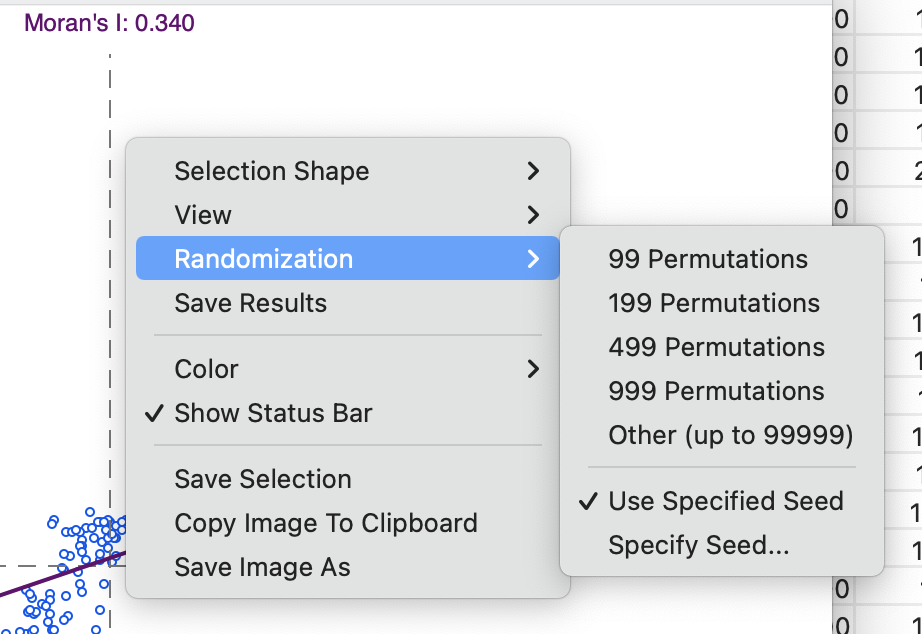 Moran's I: 0.340
Selection Shape
View
Randomization
Save Results
Color
Show Status Bar
Save Selection
Copy Image To Clipboard
Save Image As
99 Permutations
199 Permutations
499 Permutations
999 Permutations
Other (up to 99999)
Use Specified Seed
Specify Seed...